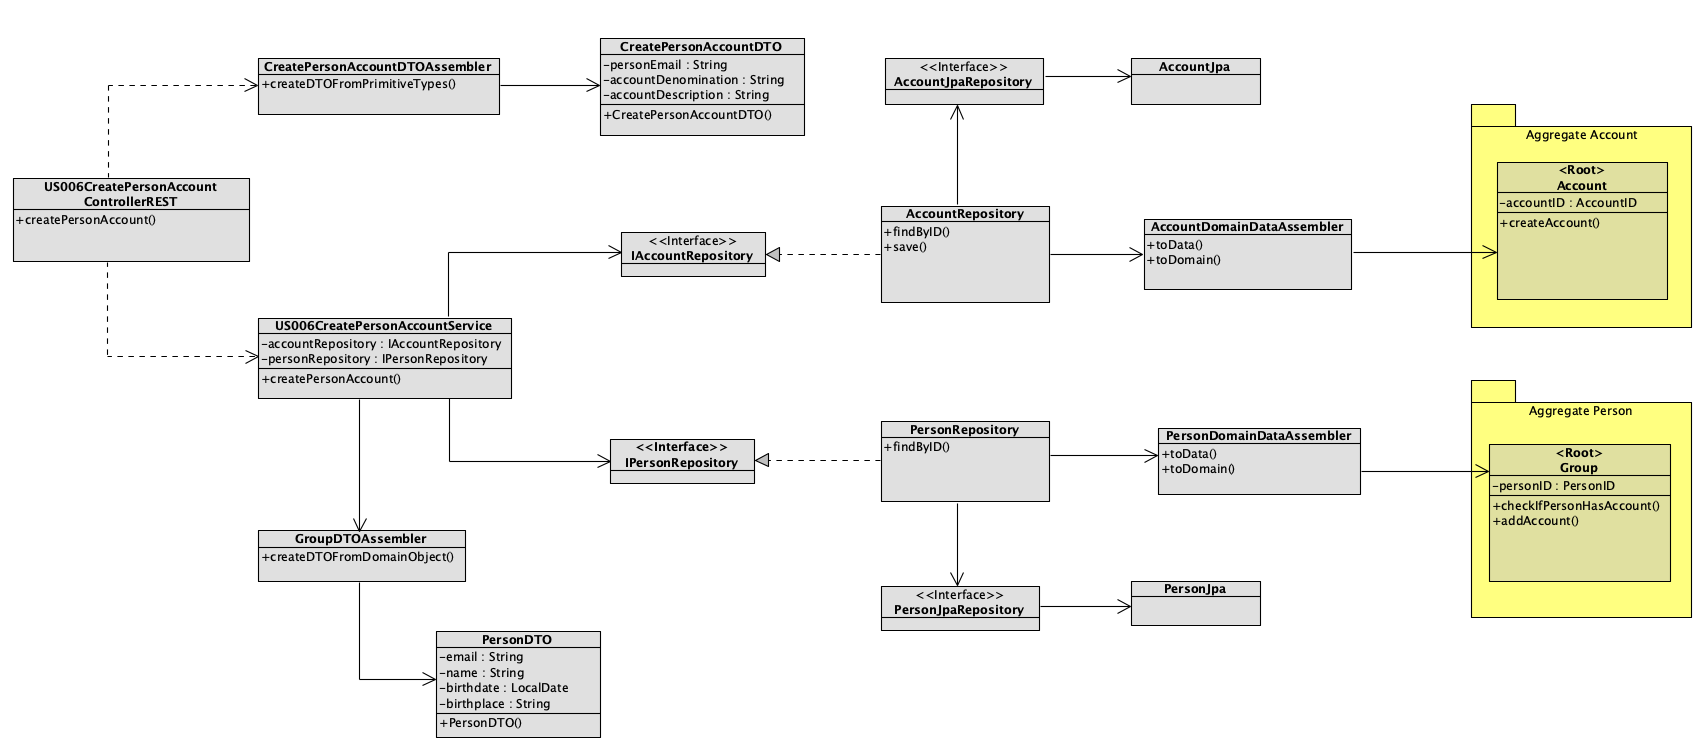 CreatePersonAccountDTOAssembler
+createDTOFromPrimitiveTypes()
CreatePersonAccountDTO
-personEmail : String
-accountDenomination : String
-accountDescription : String
+CreatePersonAccountDTO()
<<Interface>>
AccountJpaRepository
AccountJpa
Aggregate Account
<Root>
Account
-accountID : AccountID
+createAccount()
US006CreatePersonAccount
ControllerREST
+createPersonAccount()
<<Interface>>
IAccountRepository
AccountRepository
+findByID()
+save()
AccountDomainDataAssembler
+toData()
+toDomain()
US006CreatePersonAccountService
-accountRepository : IAccountRepository
-personRepository : IPersonRepository
+createPersonAccount()
<<Interface>>
IPersonRepository
PersonRepository
+findByID()
PersonDomainDataAssembler
+toData()
+toDomain()
Aggregate Person
<Root>
Group
-personID : PersonID
+checkIfPersonHasAccount()
+addAccount()
GroupDTOAssembler
+createDTOFromDomainObject()
<<Interface>>
PersonJpaRepository
PersonJpa
PersonDTO
-email : String
-name : String
-birthdate : LocalDate
-birthplace : String
+PersonDTO()